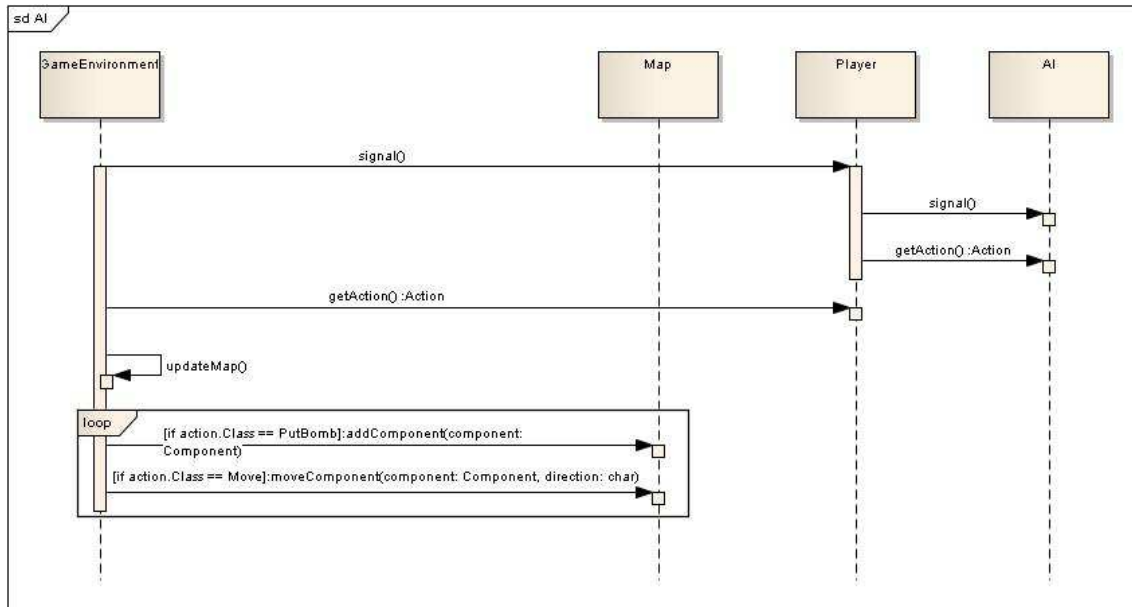 sd AI
GameEnvironment
Map
Player
AI
signal()
signal()
getAction() :Action
getAction() :Action
updateMap()
loop
[if action.Class == PutBomb]:addComponent(component:
Component)
[if action.Class == Move]:moveComponent(component: Component, direction: char)